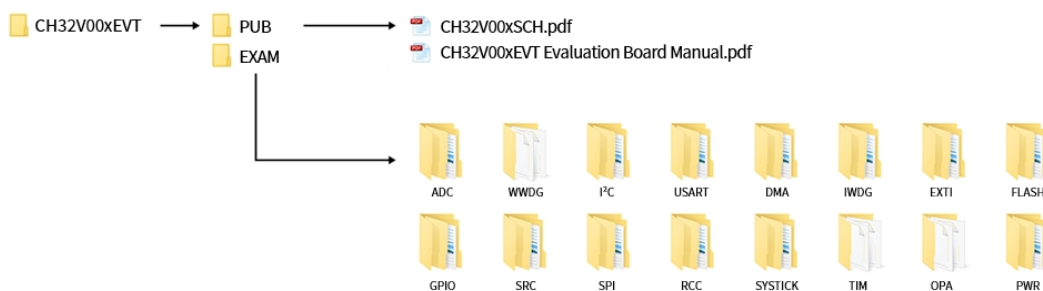 CH32V00xEVT
PUB
CH32V00xSCH.pdf
EXAM
CH32V00xEVT Evaluation Board Manual.pdf
ADC WWDG I²C USART DMA IWDG EXTI FLASH
GPIO SRC SPI RCC SYSTICK TIM OPA PWR